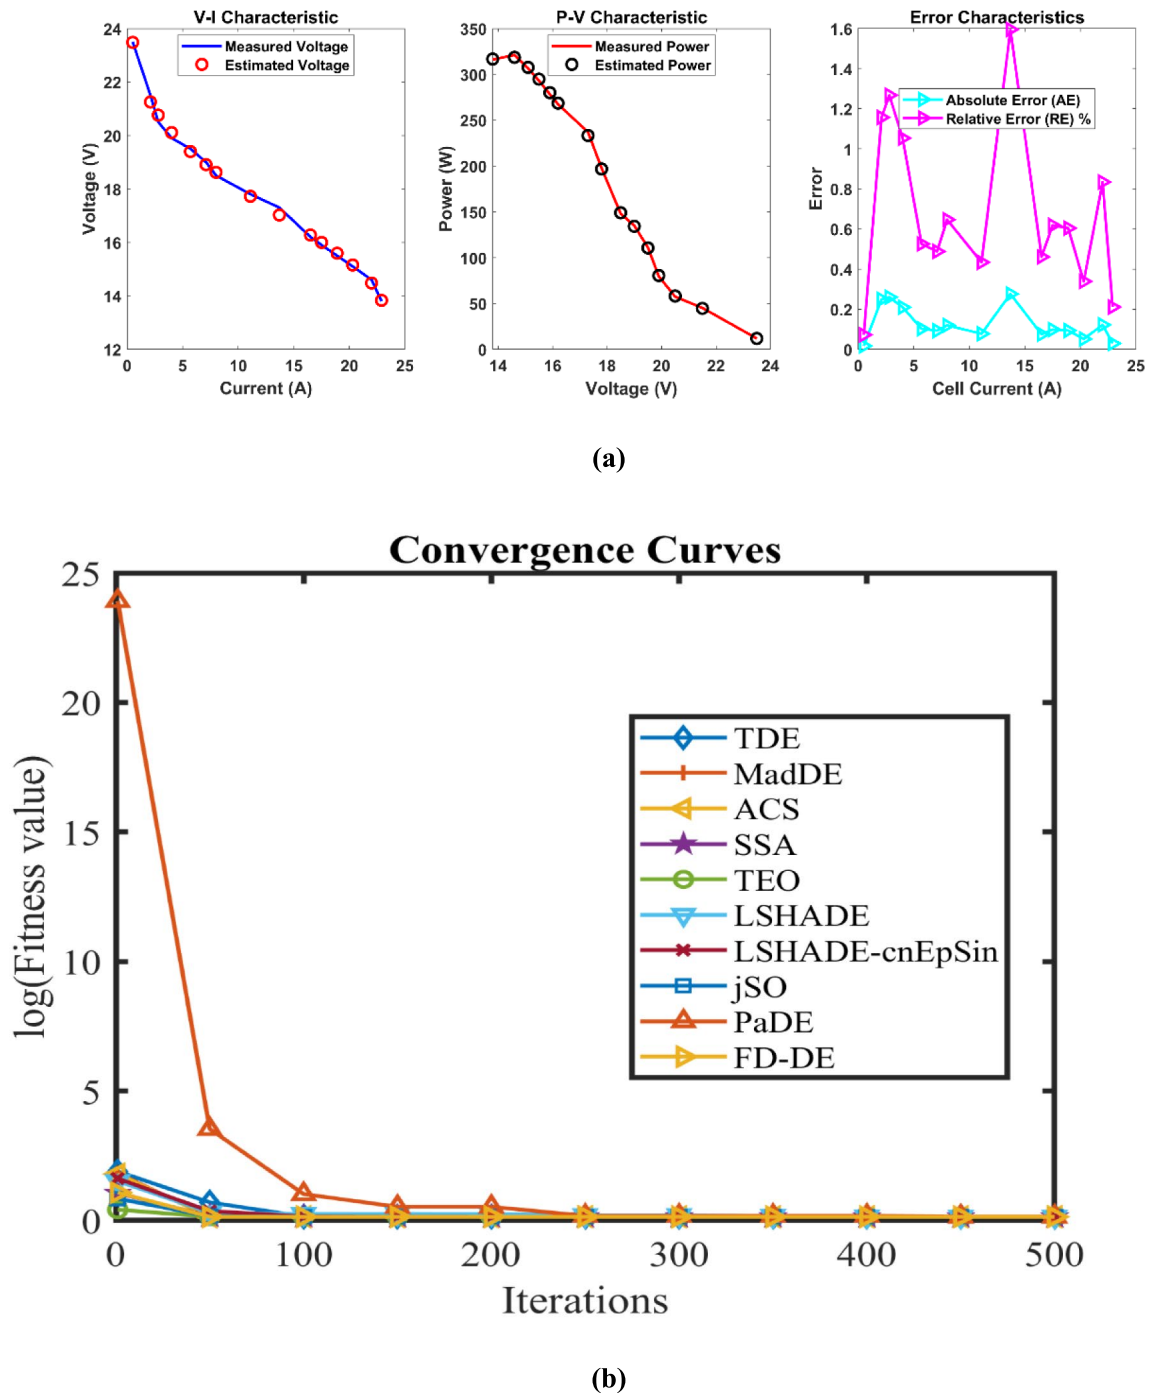 V-I Characteristic
24
22
20
18
16
14
12
0 5 10 15 20 25
Voltage (V)
Current (A)
Measured Voltage
Estimated Voltage
P-V Characteristic
350
300
250
200
150
100
50
0
14 16 18 20 22 24
Power (W)
Voltage (V)
Measured Power
Estimated Power
Error Characteristics
1.6
1.4
1.2
1
0.8
0.6
0.4
0.2
0
0 5 10 15 20 25
Error
Cell Current (A)
Absolute Error (AE)
Relative Error (RE) %
(a)
Convergence Curves
25
20
15
10
5
0
0 100 200 300 400 500
log(Fitness value)
Iterations
TDE
MadDE
ACS
SSA
TEO
LSHADE
LSHADE-cnEpSin
jSO
PaDE
FD-DE
(b)